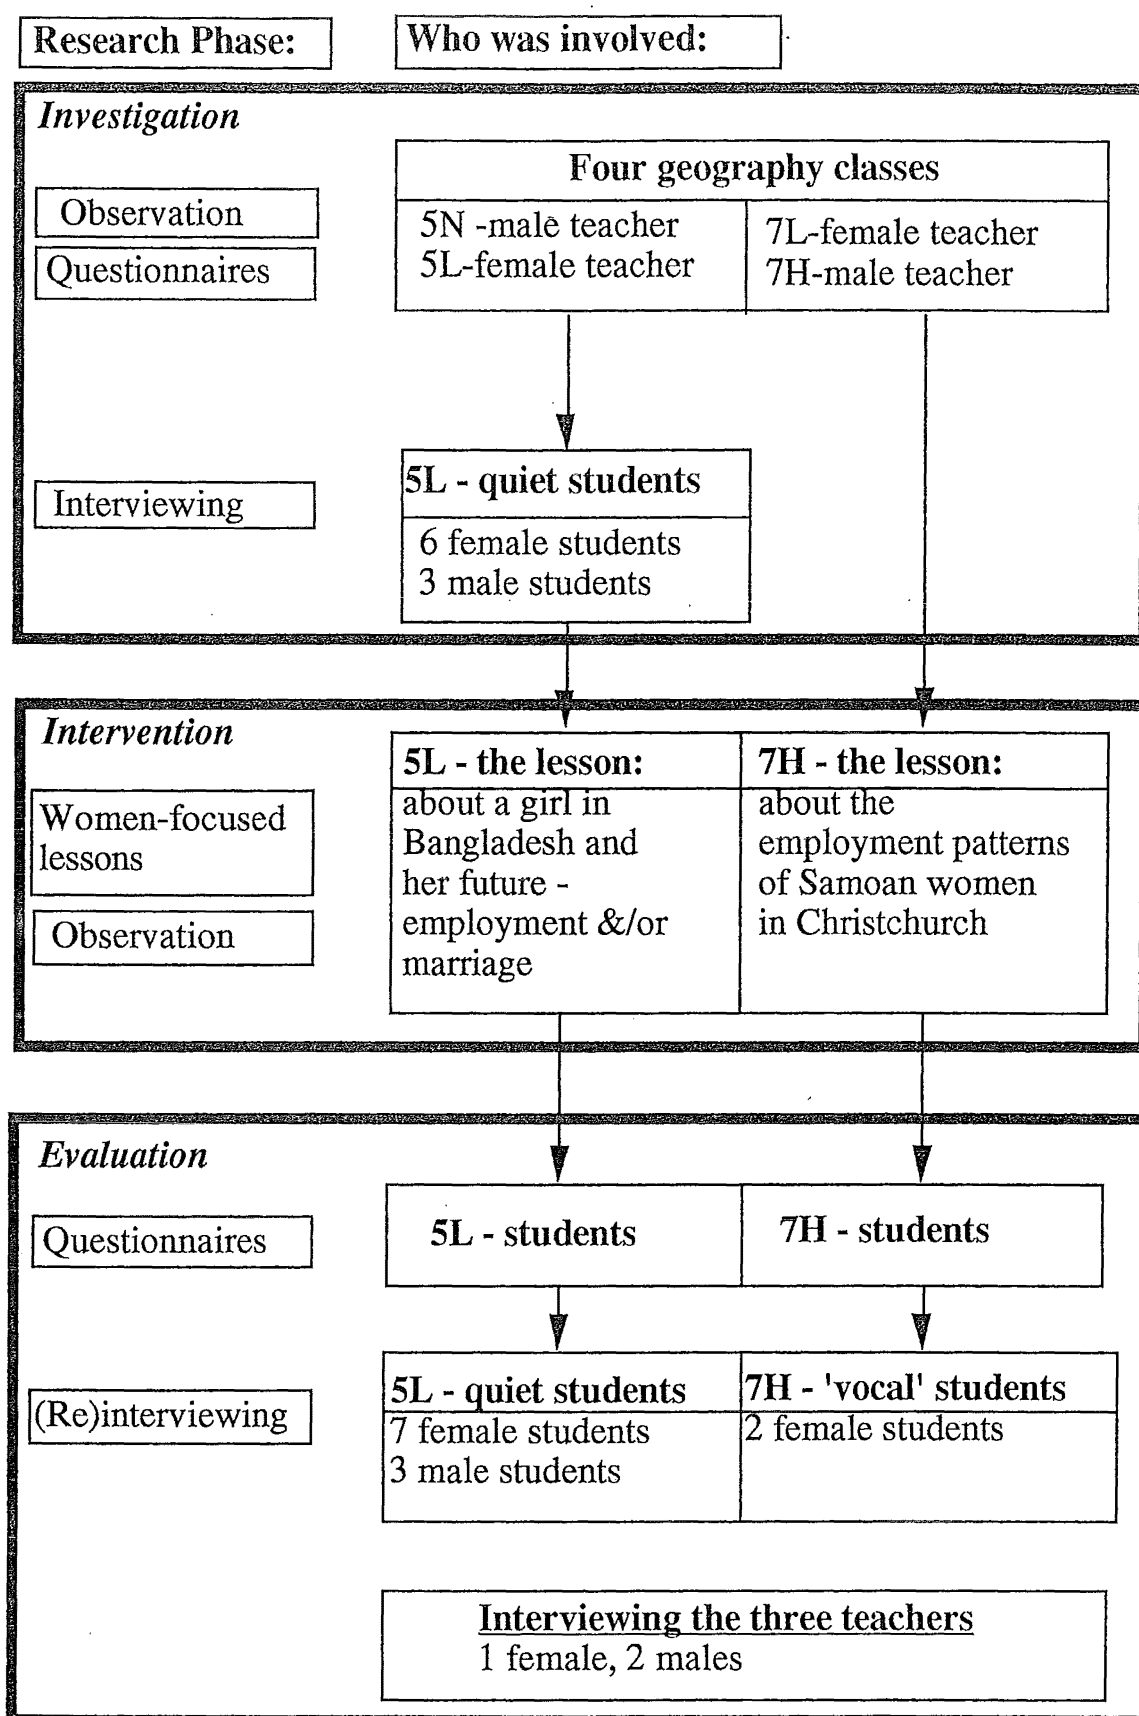 Research Phase:
Who was involved:
Investigation
Four geography classes
Observation
Questionnaires
5N -male teacher
5L-female teacher
7L-female teacher
7H-male teacher
Interviewing
5L - quiet students
6 female students
3 male students
Intervention
Women-focused
lessons
Observation
5L - the lesson:
about a girl in
Bangladesh and
her future -
employment &/or
marriage
7H - the lesson:
about the
employment patterns
of Samoan women
in Christchurch
Evaluation
Questionnaires
5L - students
7H - students
(Re)interviewing
5L - quiet students
7 female students
3 male students
7H - 'vocal' students
2 female students
Interviewing the three teachers
1 female, 2 males